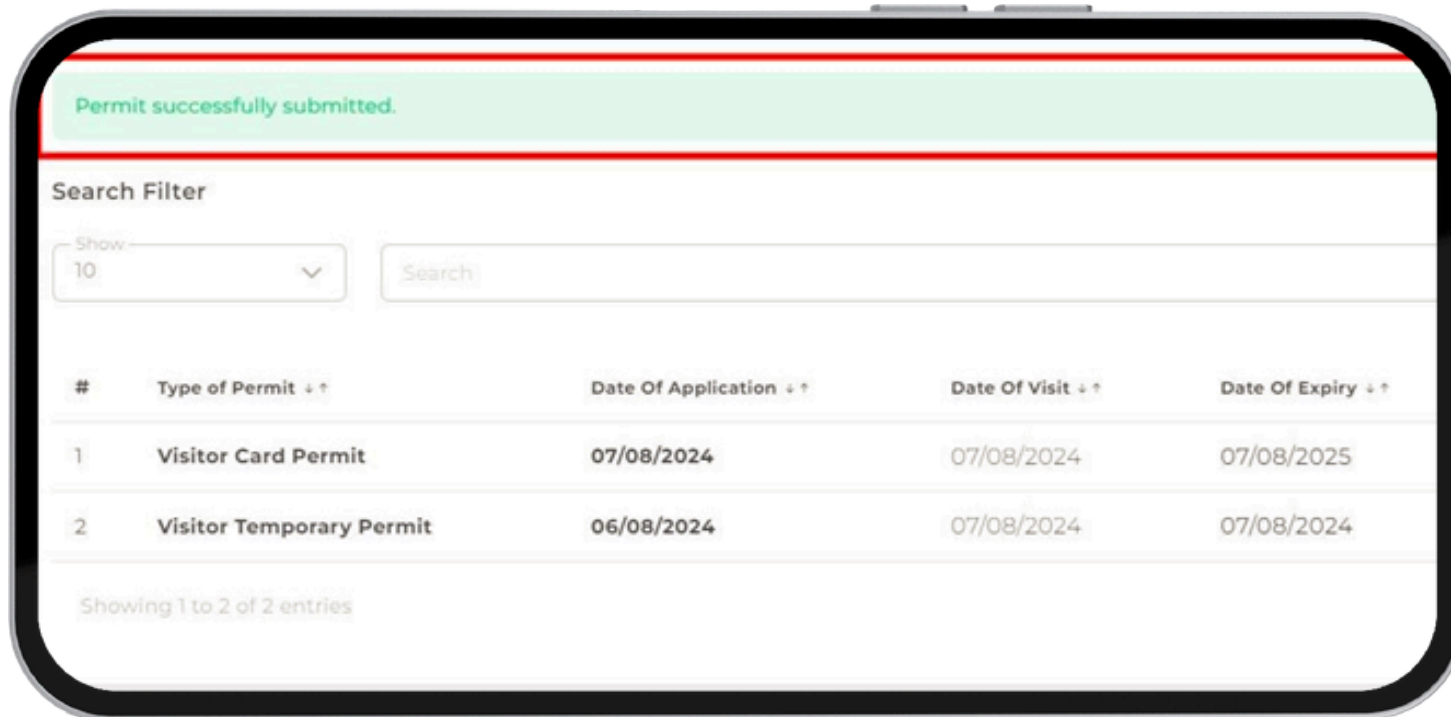 Permit successfully submitted.
Search Filter
Show
10
Search
# Type of Permit ↓↑ Date Of Application ↓↑ Date Of Visit ↓↑ Date Of Expiry ↓↑
1 Visitor Card Permit 07/08/2024 07/08/2024 07/08/2025
2 Visitor Temporary Permit 06/08/2024 07/08/2024 07/08/2024
Showing 1 to 2 of 2 entries